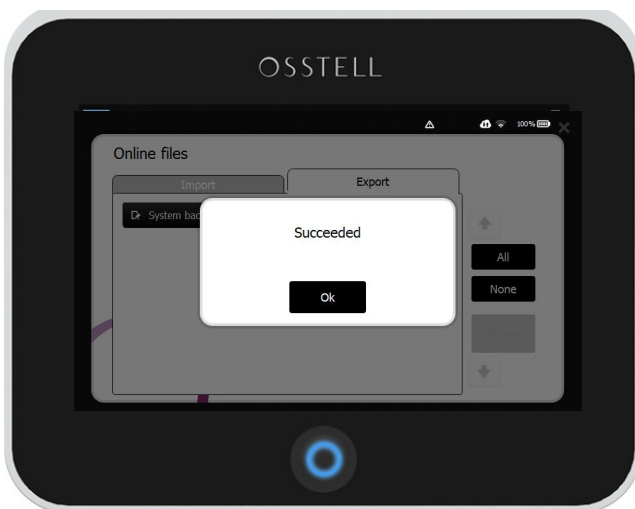 OSSTELL
100%
Online files
Import
Export
System bac
Succeeded
Ok
All
None